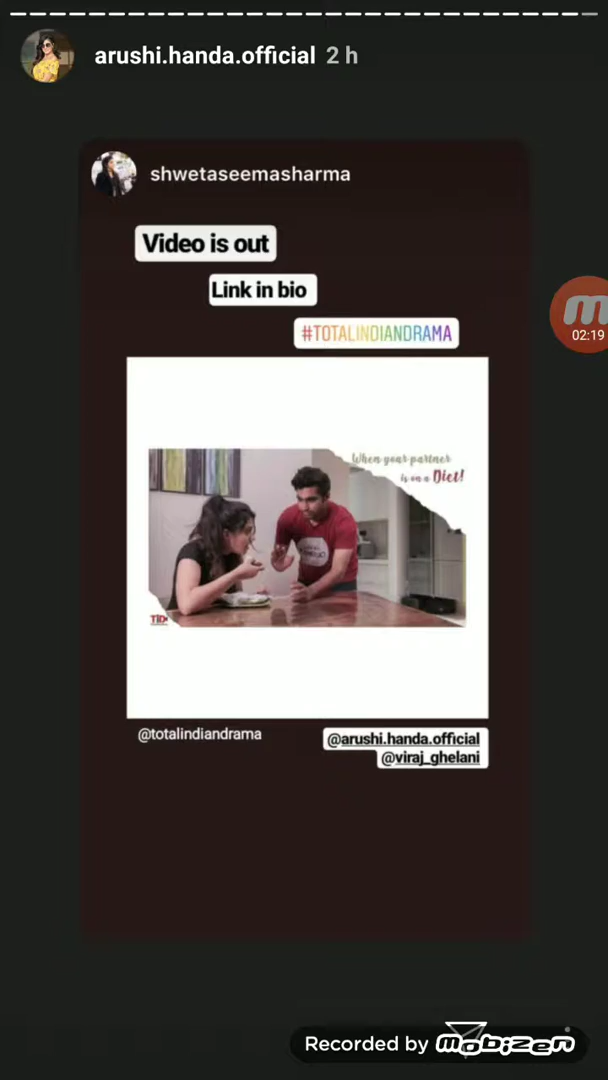 arushi.handa.official 2 h
shwetaseemasharma
Video is out
Link in bio
#TOTALINDIANDRAMA
When your partner
is on a Diet!
TID
@totalindiandrama
@arushi.handa.official
@viraj_ghelani
02:19
Recorded by mobizen